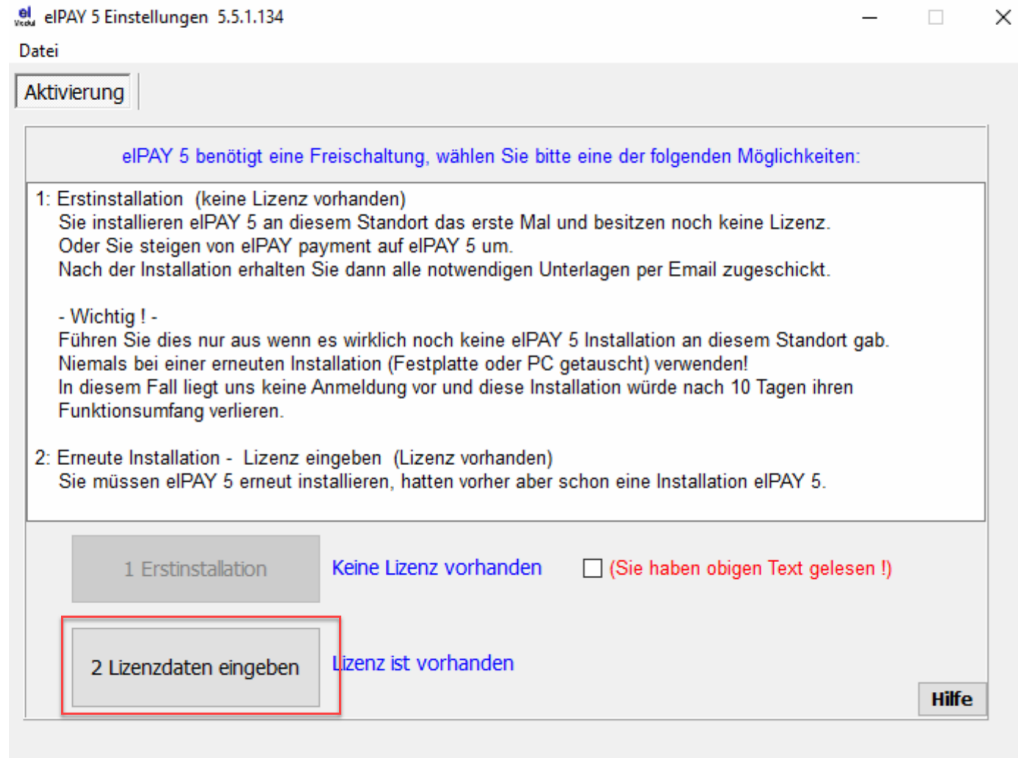 elPAY 5 Einstellungen 5.5.1.134
Datei
Aktivierung
elPAY 5 benötigt eine Freischaltung, wählen Sie bitte eine der folgenden Möglichkeiten:
1: Erstinstallation (keine Lizenz vorhanden)
Sie installieren elPAY 5 an diesem Standort das erste Mal und besitzen noch keine Lizenz.
Oder Sie steigen von elPAY payment auf elPAY 5 um.
Nach der Installation erhalten Sie dann alle notwendigen Unterlagen per Email zugeschickt.
- Wichtig ! -
Führen Sie dies nur aus wenn es wirklich noch keine elPAY 5 Installation an diesem Standort gab.
Niemals bei einer erneuten Installation (Festplatte oder PC getauscht) verwenden!
In diesem Fall liegt uns keine Anmeldung vor und diese Installation würde nach 10 Tagen ihren
Funktionsumfang verlieren.
2: Erneute Installation - Lizenz eingeben (Lizenz vorhanden)
Sie müssen elPAY 5 erneut installieren, hatten vorher aber schon eine Installation elPAY 5.
1 Erstinstallation Keine Lizenz vorhanden (Sie haben obigen Text gelesen !)
2 Lizenzdaten eingeben Lizenz ist vorhanden
Hilfe